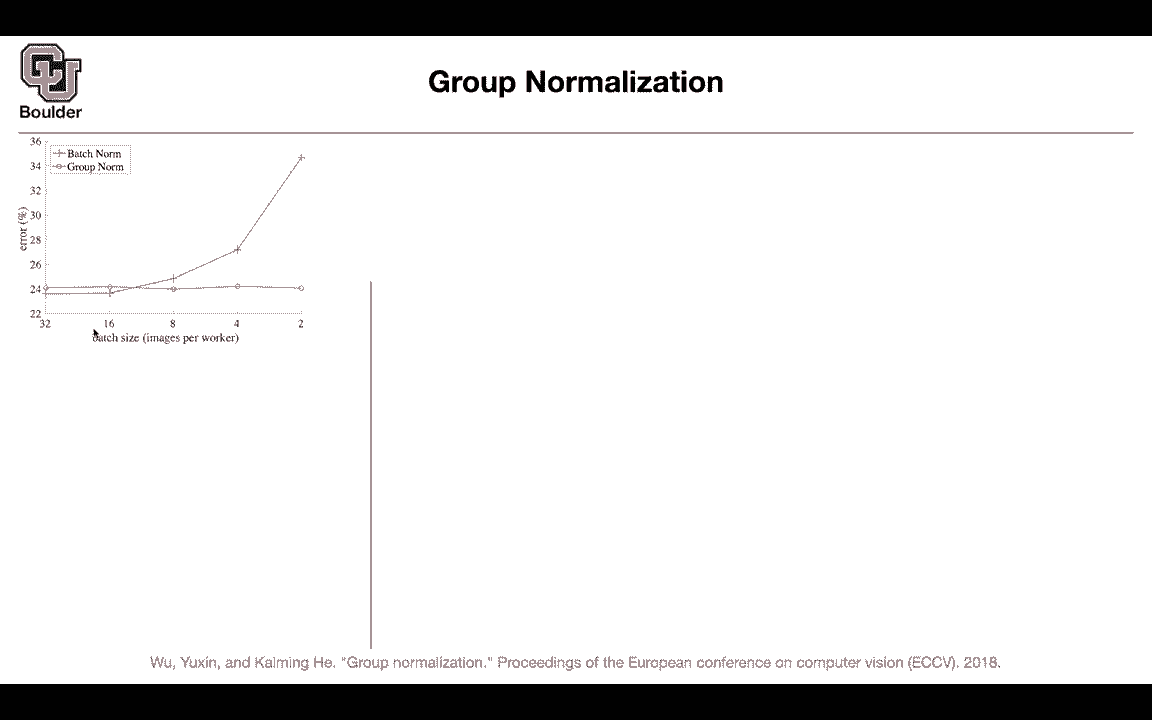 Boulder
Group Normalization
36
34
32
30
28
26
24
22
error (%)
Batch Norm
Group Norm
32 16 8 4 2
batch size (images per worker)
Wu, Yuxin, and Kaiming He. "Group normalization." Proceedings of the European conference on computer vision (ECCV). 2018.